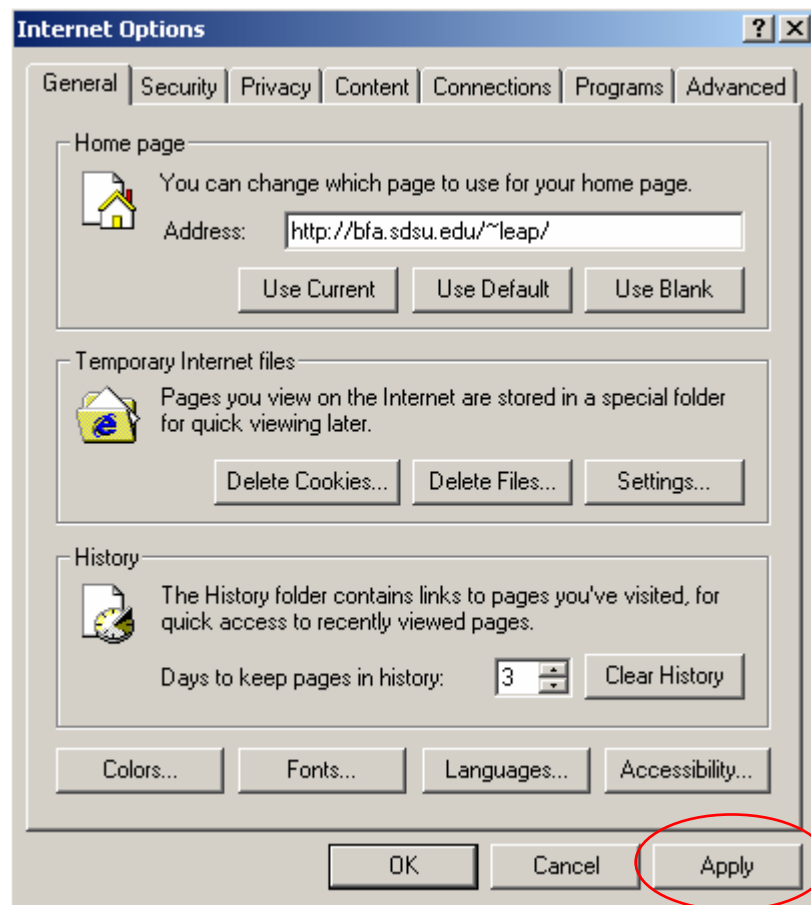 Internet Options
General Security Privacy Content Connections Programs Advanced
Home page
You can change which page to use for your home page.
Address: http://bfa.sdsu.edu/~leap/
Use Current Use Default Use Blank
Temporary Internet files
Pages you view on the Internet are stored in a special folder
for quick viewing later.
Delete Cookies... Delete Files... Settings...
History
The History folder contains links to pages you've visited, for
quick access to recently viewed pages.
Days to keep pages in history: 3 Clear History
Colors... Fonts... Languages... Accessibility...
OK Cancel Apply